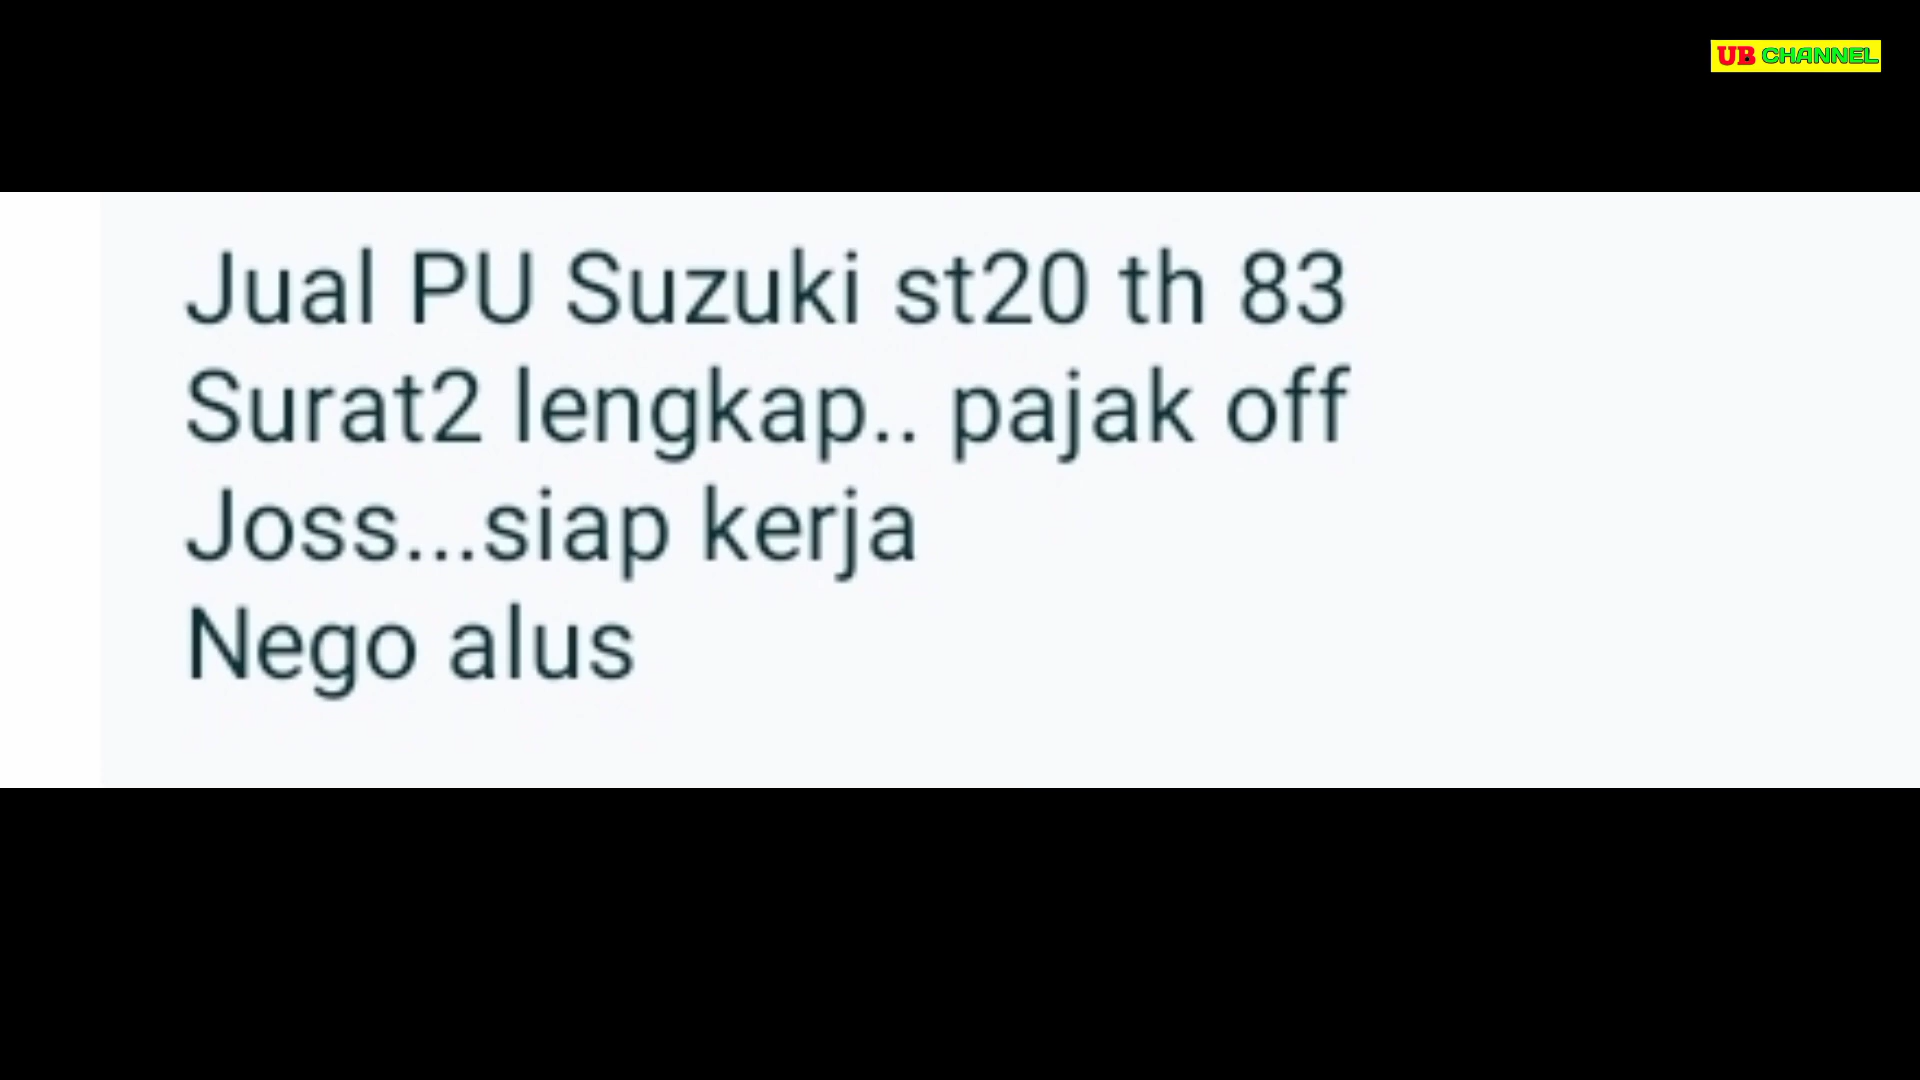 UB CHANNEL
Jual PU Suzuki st20 th 83
Surat2 lengkap.. pajak off
Joss...siap kerja
Nego alus